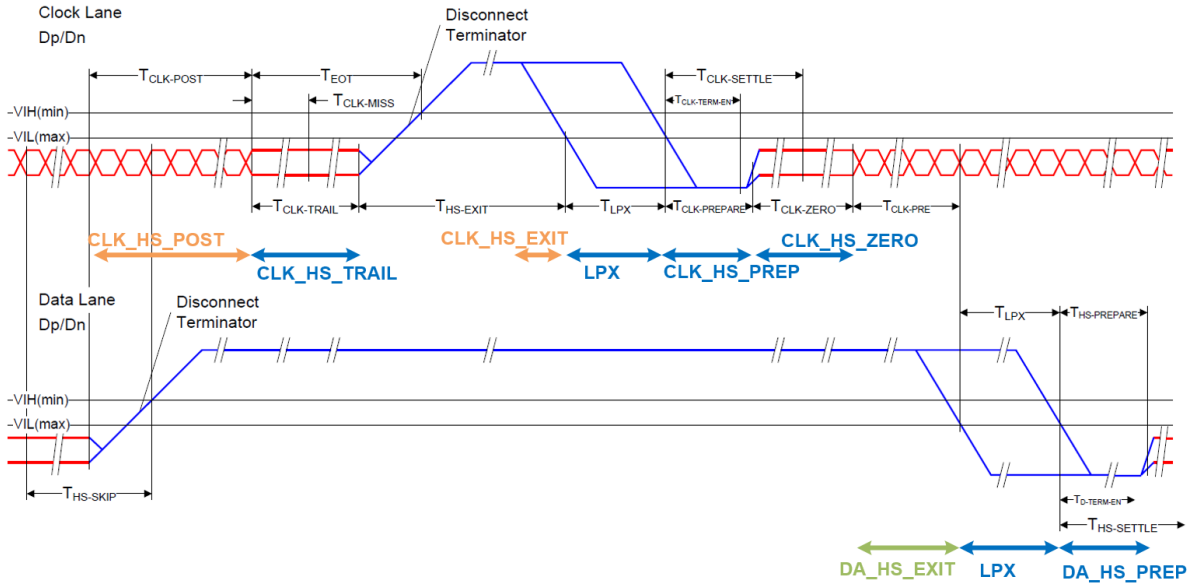 Clock Lane
Dp/Dn
Disconnect
Terminator
TCLK-POST
TEOT
TCLK-SETTLE
TCLK-MISS
TCLK-TERM-EN
VIH(min)
VIL(max)
TCLK-TRAIL
THS-EXIT
TLPX
TCLK-PREPARE
TCLK-ZERO
TCLK-PRE
CLK_HS_POST
CLK_HS_TRAIL
CLK_HS_EXIT
LPX
CLK_HS_PREP
CLK_HS_ZERO
Data Lane
Dp/Dn
Disconnect
Terminator
TLPX
THS-PREPARE
VIH(min)
VIL(max)
THS-SKIP
TD-TERM-EN
THS-SETTLE
DA_HS_EXIT
LPX
DA_HS_PREP